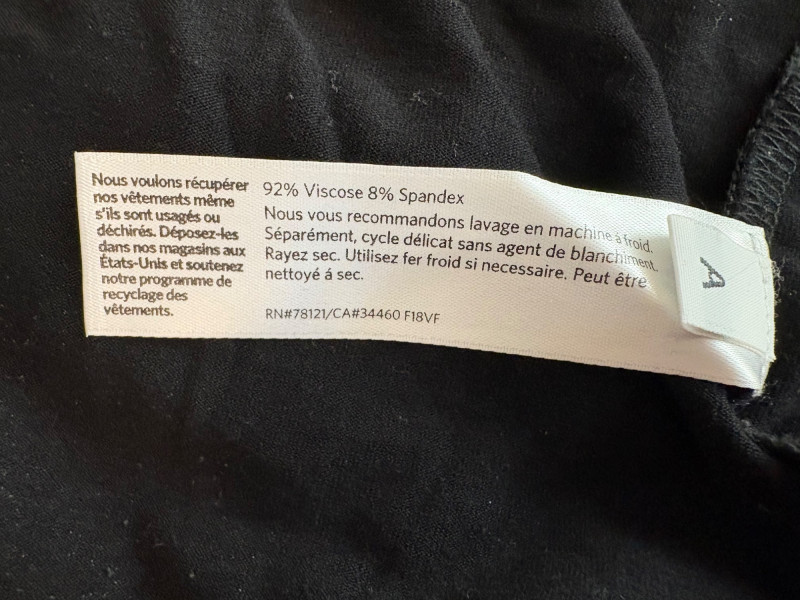 Nous voulons récupérer
nos vêtements même
s'ils sont usagés ou
déchirés. Déposez-les
dans nos magasins aux
États-Unis et soutenez
notre programme de
recyclage des
vêtements.
92% Viscose 8% Spandex
Nous vous recommandons lavage en machine á froid.
Séparément, cycle délicat sans agent de blanchiment.
Rayez sec. Utilisez fer froid si necessaire. Peut être
nettoyé á sec.
RN#78121/CA#34460 F18VF
A